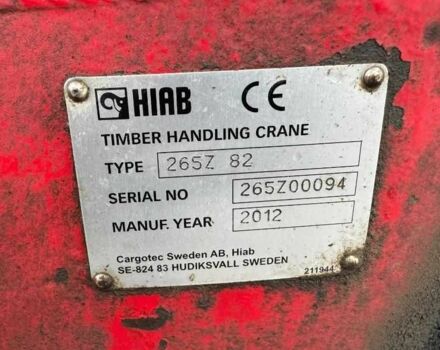 HIAB CE
TIMBER HANDLING CRANE
TYPE 265Z 82
SERIAL NO 265Z00094
MANUF. YEAR 2012
Cargotec Sweden AB, Hiab
SE-824 83 HUDIKSVALL SWEDEN
211944